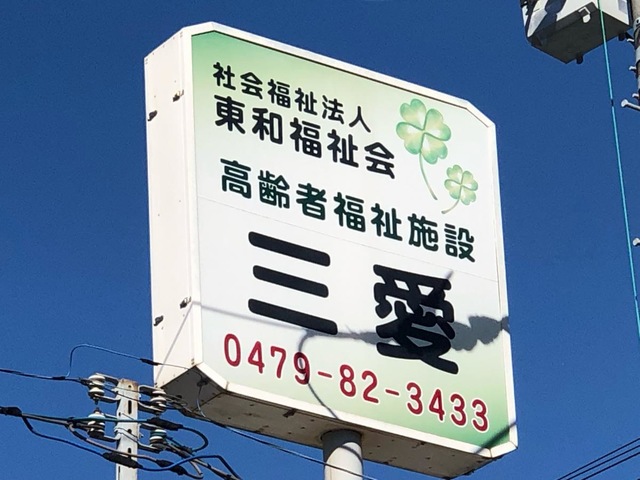 社会福祉法人
東和福祉会
高齢者福祉施設
三愛
0479-82-3433